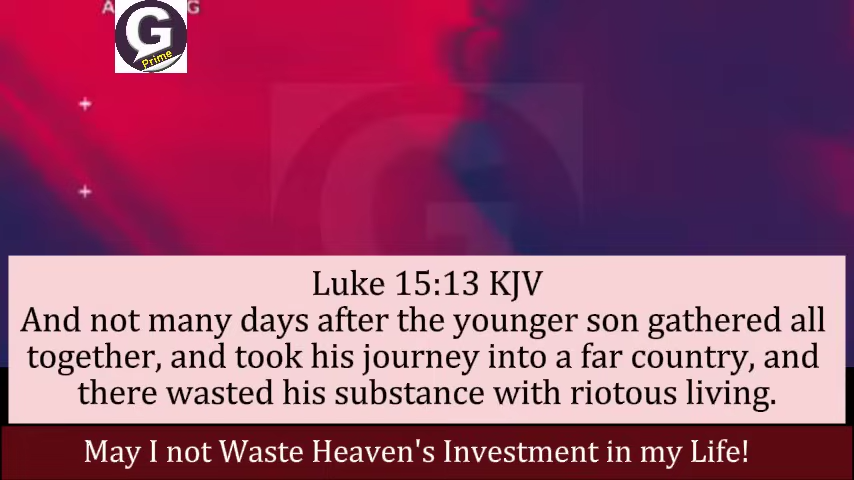 G
Prime
G
Luke 15:13 KJV
And not many days after the younger son gathered all
together, and took his journey into a far country, and
there wasted his substance with riotous living.
May I not Waste Heaven's Investment in my Life!